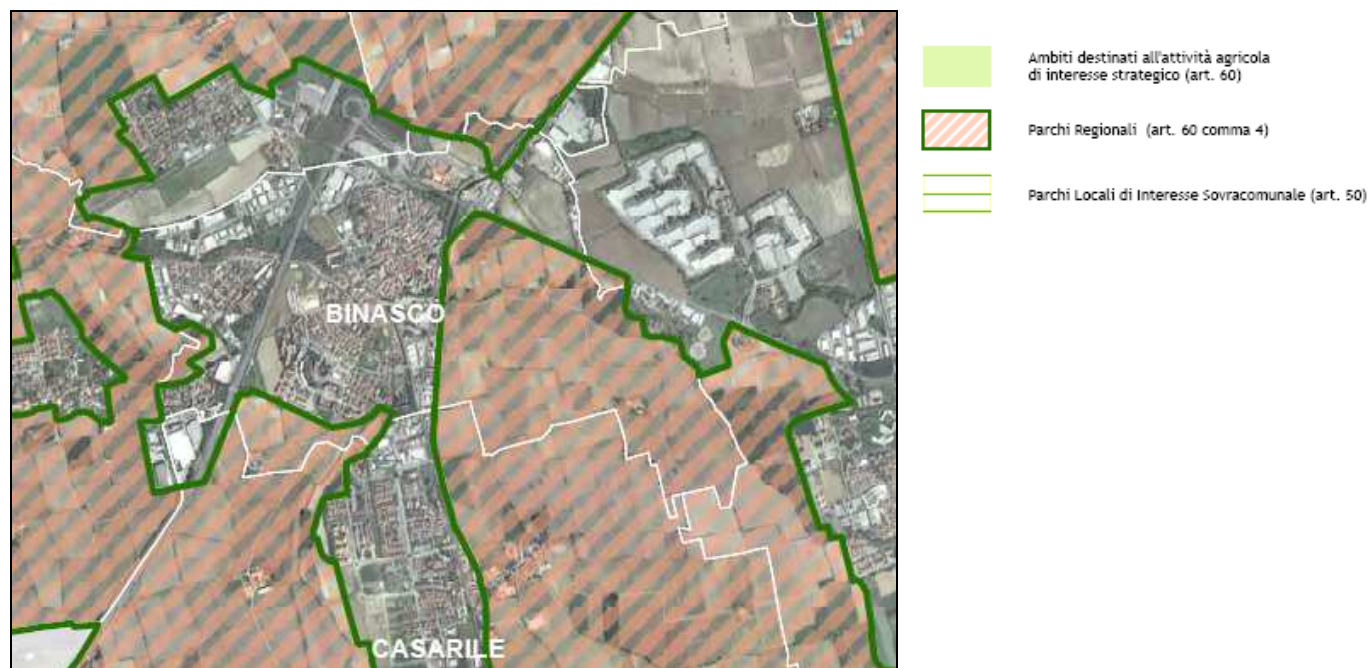 Ambiti destinati all'attività agricola
di interesse strategico (art. 60)
Parchi Regionali (art. 60 comma 4)
Parchi Locali di Interesse Sovracomunale (art. 50)
BINASCO
CASARILE